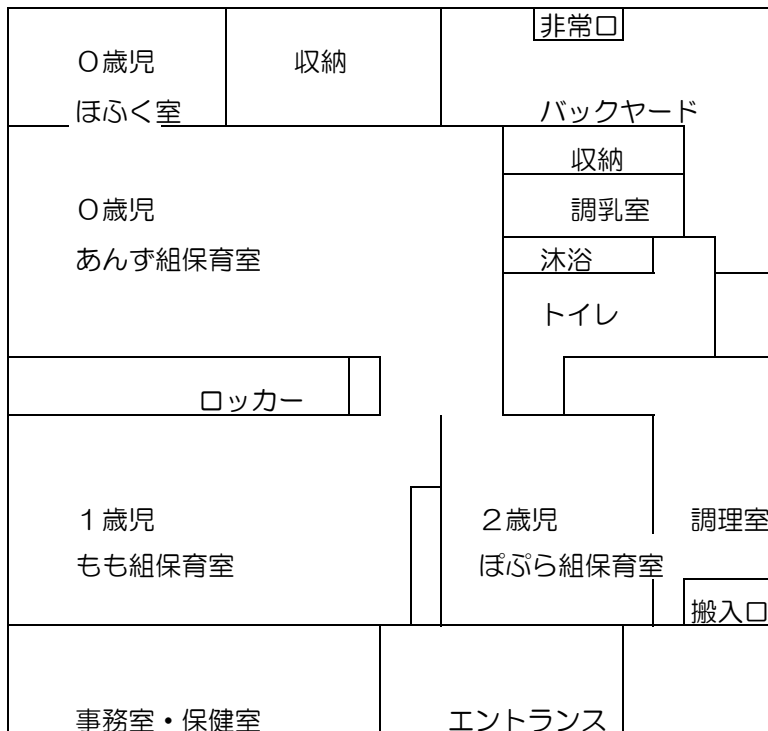 非常口
０歳児
ほふく室
収納
バックヤード
収納
０歳児
あんず組保育室
調乳室
沐浴
トイレ
ロッカー
１歳児
もも組保育室
２歳児
ぽぷら組保育室
調理室
搬入口
事務室・保健室
エントランス